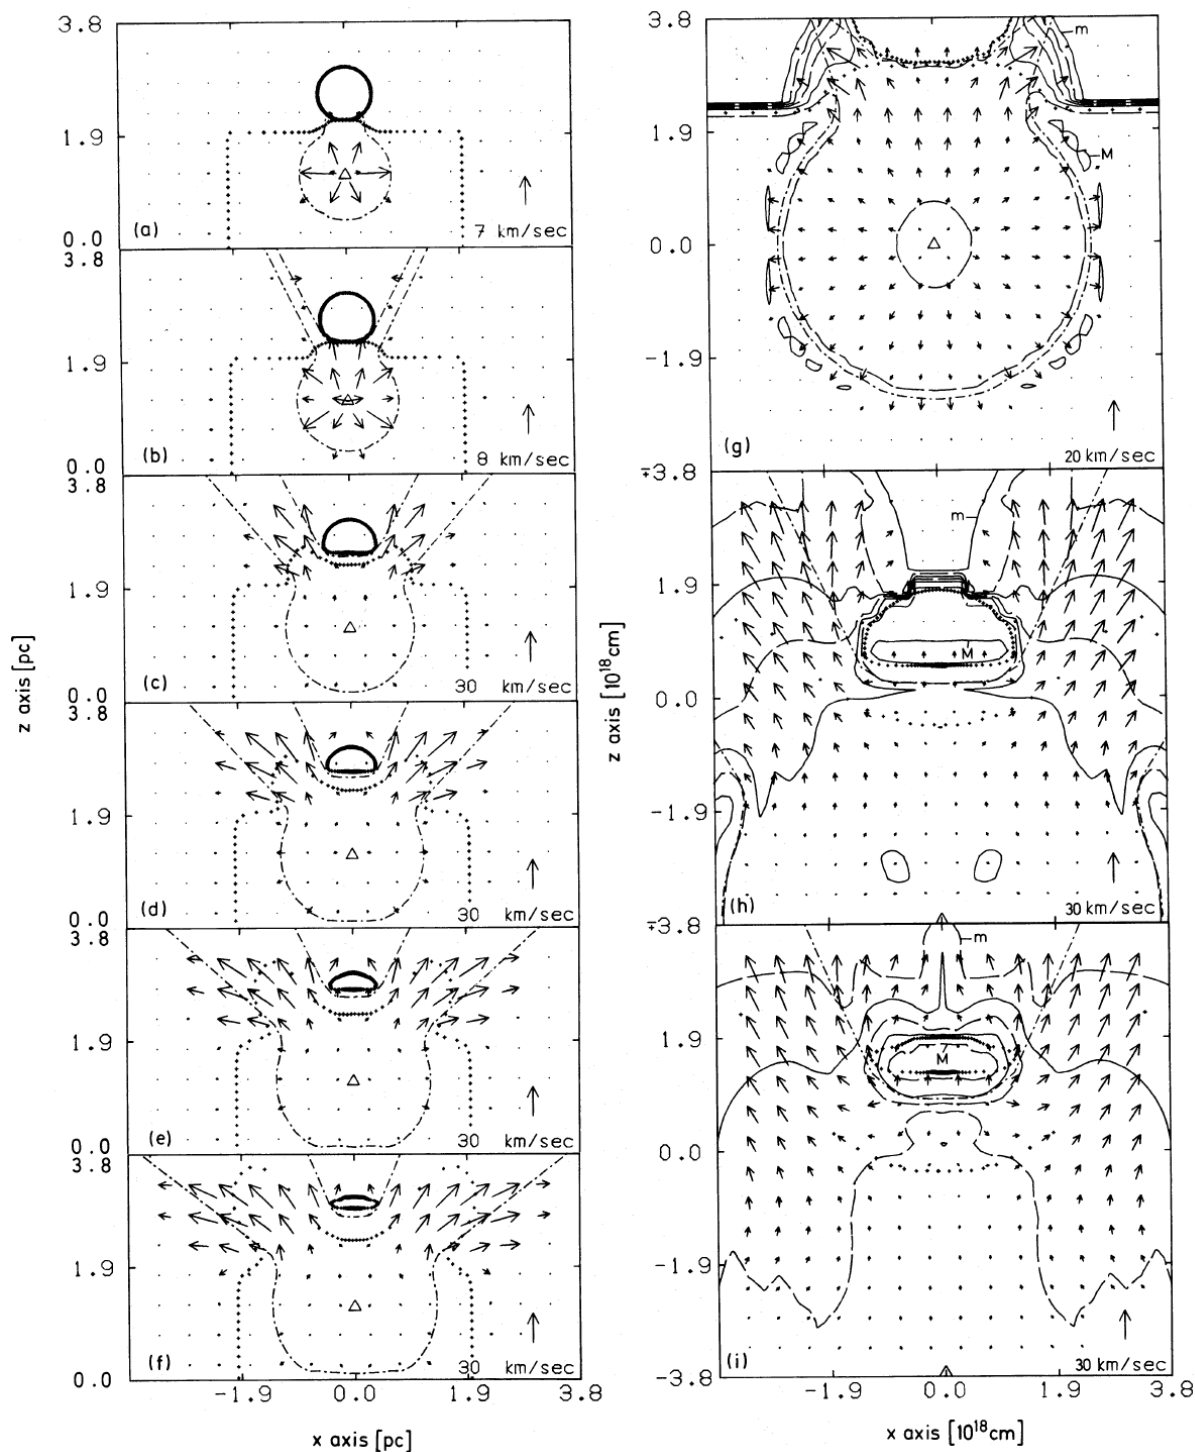 3.8
1.9
0.0
(a)
7 km/sec
3.8
1.9
0.0
(b)
8 km/sec
3.8
1.9
0.0
(c)
30 km/sec
3.8
1.9
0.0
(d)
30 km/sec
3.8
1.9
0.0
(e)
30 km/sec
3.8
1.9
0.0
(f)
30 km/sec
-1.9 0.0 1.9 3.8
x axis [pc]
z axis [pc]
3.8
m
1.9
M
0.0
-1.9
(g)
20 km/sec
∓3.8
m
1.9
M
0.0
-1.9
(h)
30 km/sec
∓3.8
m
1.9
M
0.0
-1.9
(i)
30 km/sec
-3.8
-1.9 0.0 1.9 3.8
x axis [10¹⁸cm]
z axis [10¹⁸cm]